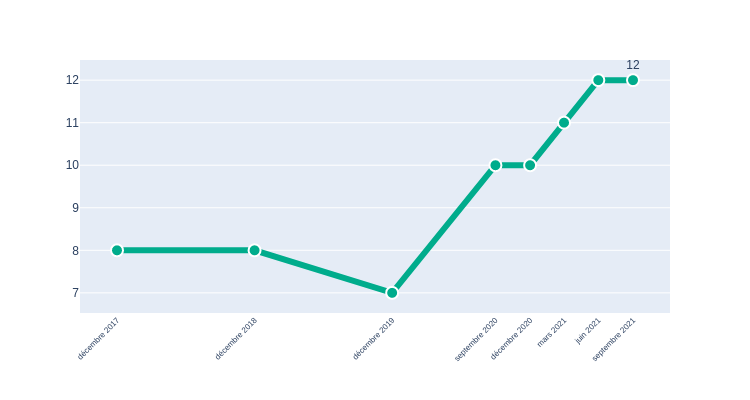 12
12
11
10
9
8
7
décembre 2017
décembre 2018
décembre 2019
septembre 2020
décembre 2020
mars 2021
juin 2021
septembre 2021